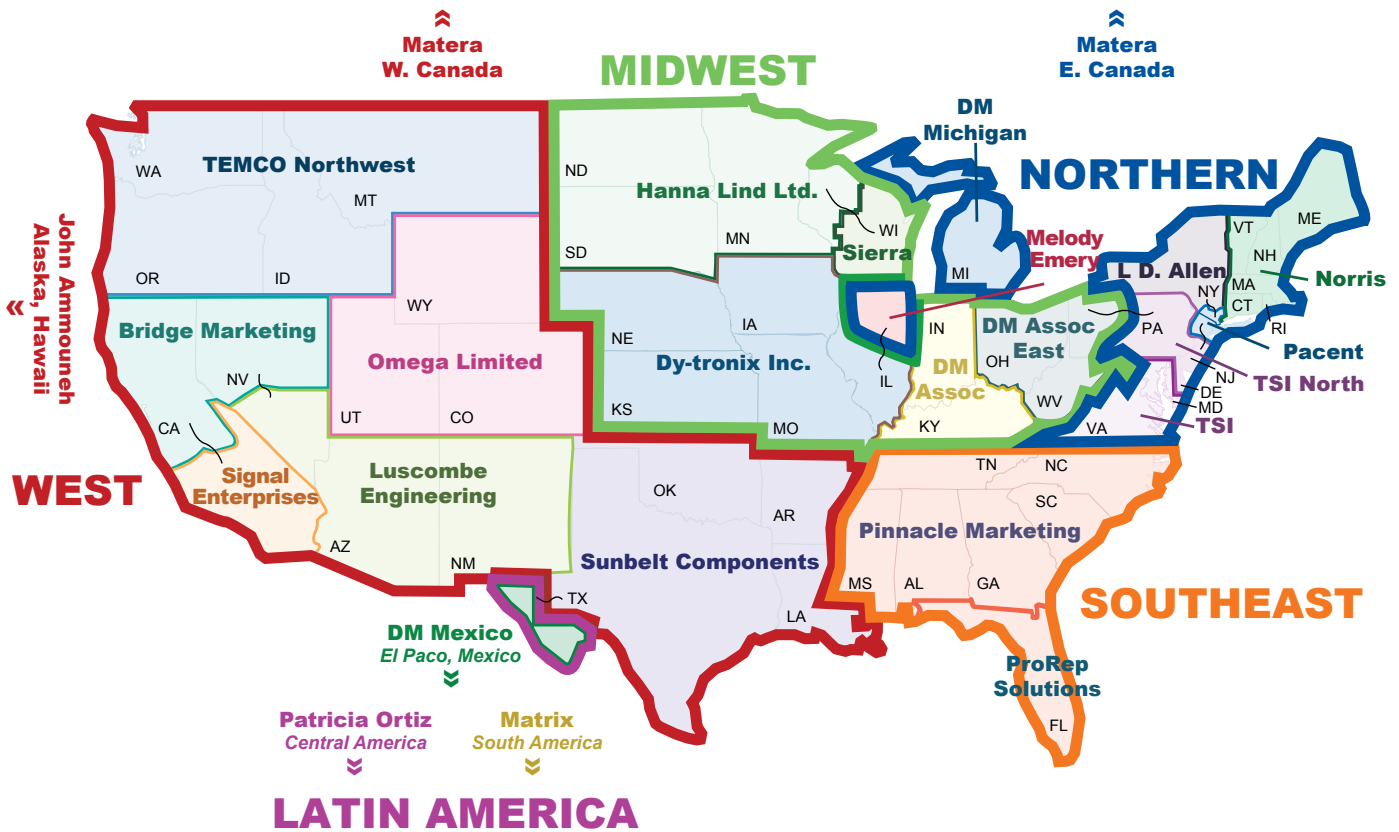 Matera
W. Canada
Matera
E. Canada
MIDWEST
DM
Michigan
NORTHERN
WA
TEMCO Northwest
MT
OR
ID
ND
Hanna Lind Ltd.
SD
MN
WI
Sierra
MI
Melody
Emery
L D. Allen
VT
ME
NH
NY
MA
CT
Norris
RI
Pacent
John Ammouneh
Alaska, Hawaii
Bridge Marketing
NV
CA
WY
Omega Limited
UT
CO
NE
IA
Dy-tronix Inc.
KS
MO
IL
IN
DM
Assoc
KY
DM Assoc
East
OH
WV
PA
TSI North
NJ
DE
MD
TSI
VA
WEST
Signal
Enterprises
Luscombe
Engineering
AZ
NM
OK
AR
Sunbelt Components
TX
LA
TN
NC
SC
Pinnacle Marketing
MS
AL
GA
SOUTHEAST
DM Mexico
El Paco, Mexico
ProRep
Solutions
FL
Patricia Ortiz
Central America
Matrix
South America
LATIN AMERICA